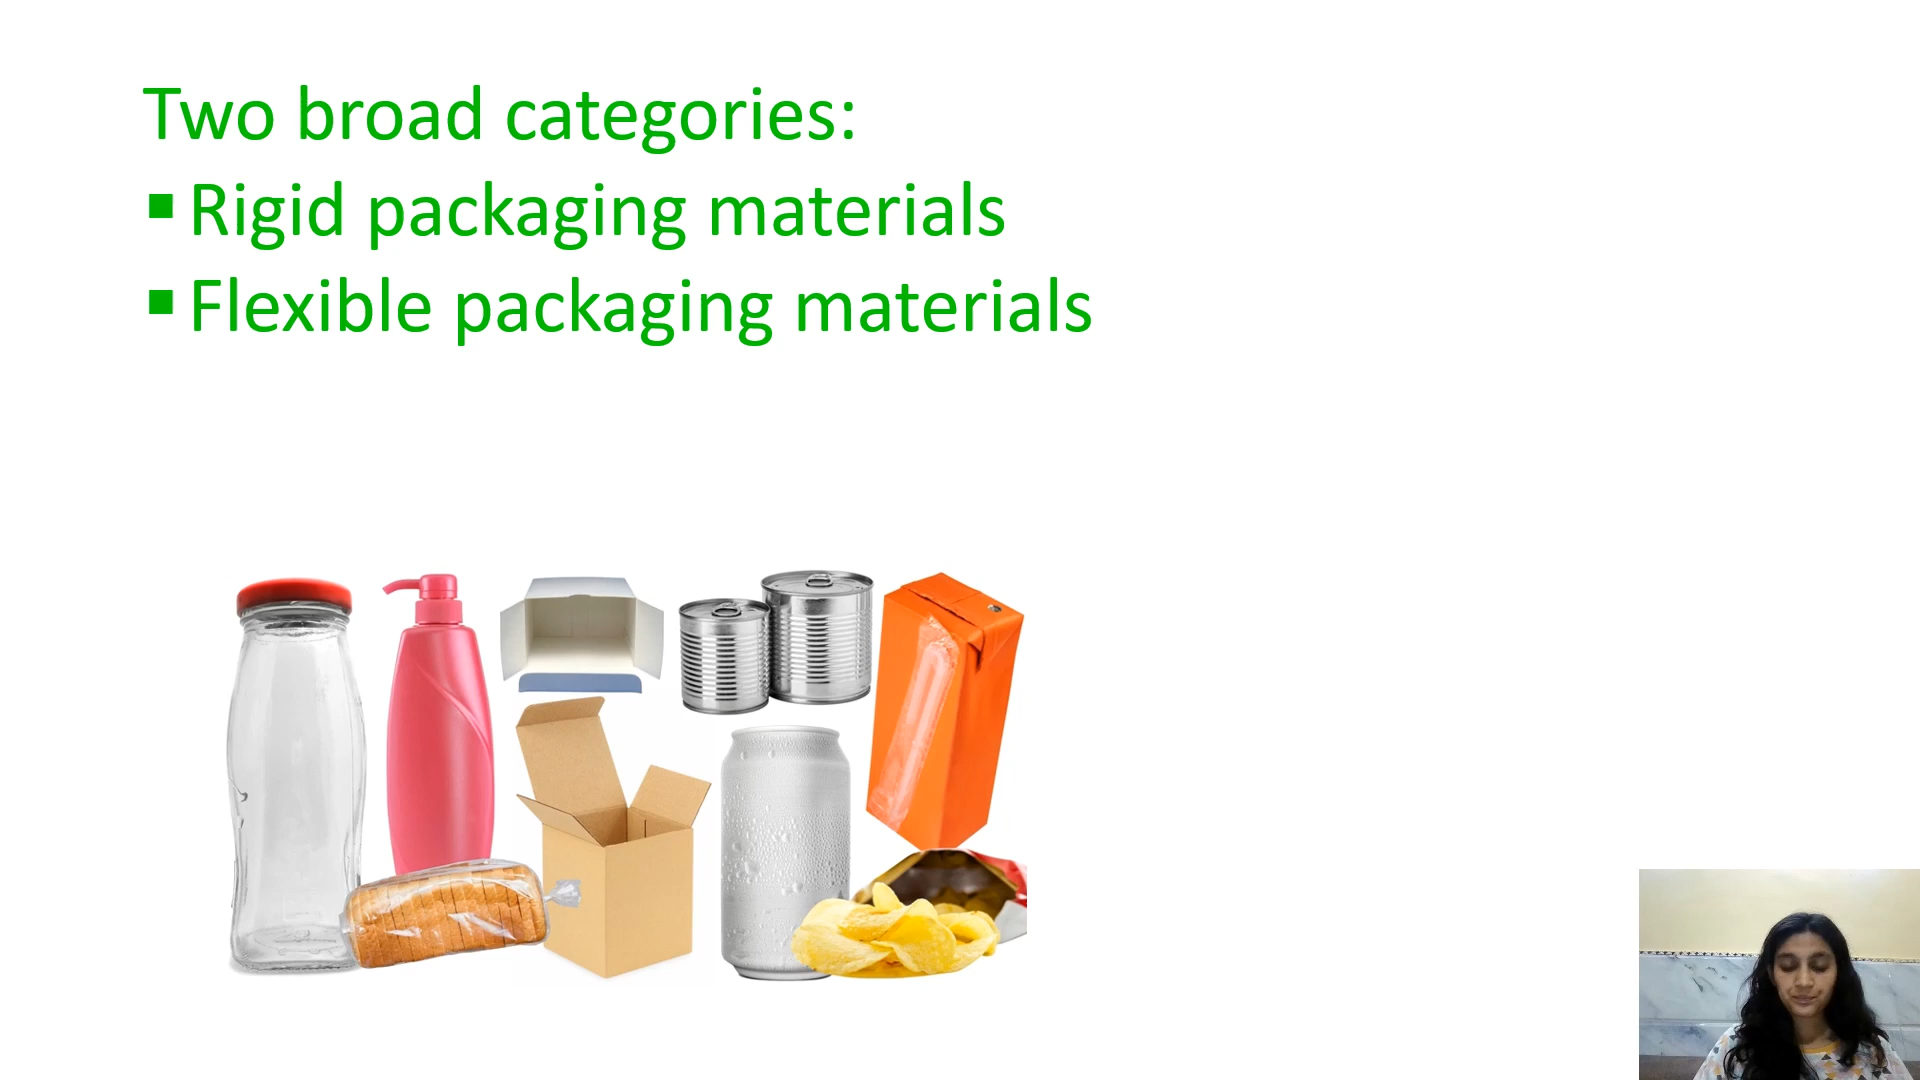 Two broad categories:
▪ Rigid packaging materials
▪ Flexible packaging materials